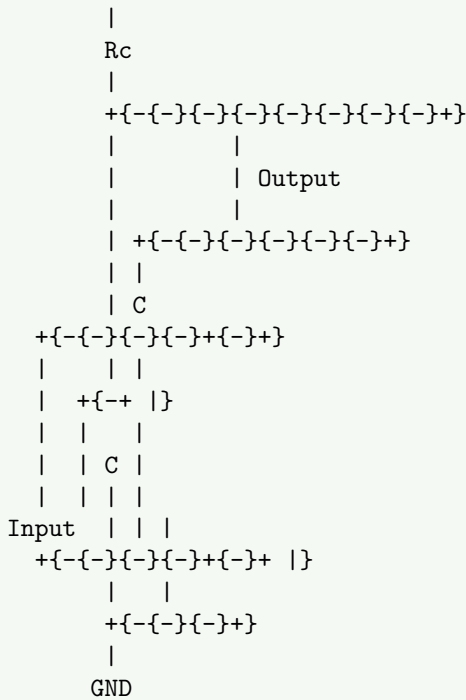 |
Rc
|
+{-{-}{-}{-}{-}{-}{-}{-}+}
| |
| | Output
| |
| +{-{-}{-}{-}{-}{-}+}
| |
| C
+{-{-}{-}{-}+{-}+}
| | |
| +{-+ |}
| | |
| | C |
| | | |
Input | | |
+{-{-}{-}{-}+{-}+ |}
| |
+{-{-}{-}+}
|
GND